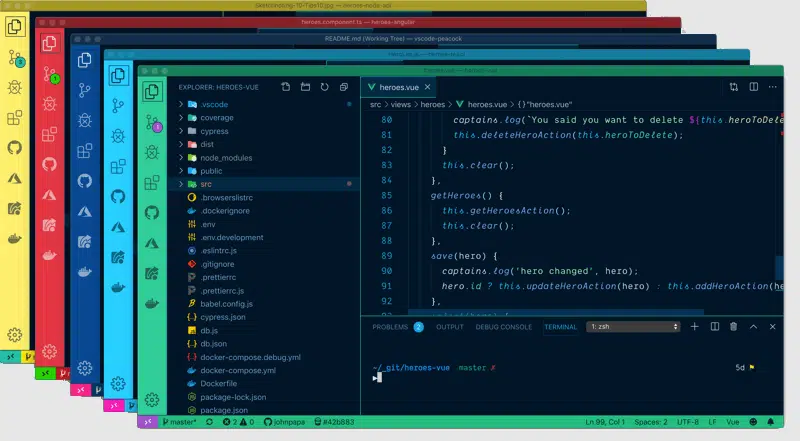 heroes.component.ts — heroes-angular
README.md (Working Tree) — vscode-peacock
heroes.vue — heroes-vue
EXPLORER: HEROES-VUE
.vscode
coverage
cypress
dist
node_modules
public
src
.browserslistrc
.dockerignore
.env
.env.development
.eslintrc.js
.gitignore
.prettierrc
.prettierrc.js
babel.config.js
cypress.json
db.js
db.json
docker-compose.debug.yml
docker-compose.yml
Dockerfile
package-lock.json
package.json
heroes.vue
src > views > heroes > heroes.vue > {} "heroes.vue"
80 captains.log(`You said you want to delete ${this.heroToDele
81 this.deleteHeroAction(this.heroToDelete);
82 }
83 this.clear();
84 },
85 getHeroes() {
86 this.getHeroesAction();
87 this.clear();
88 },
89 save(hero) {
90 captains.log('hero changed', hero);
91 hero.id ? this.updateHeroAction(hero) : this.addHeroAction(he
92 },
PROBLEMS 2 OUTPUT DEBUG CONSOLE TERMINAL 1: zsh
~/_git/heroes-vue master ✗ 5d
master* 2 0 johnpapa #42b883 Ln 99, Col 1 Spaces: 2 UTF-8 LF Vue